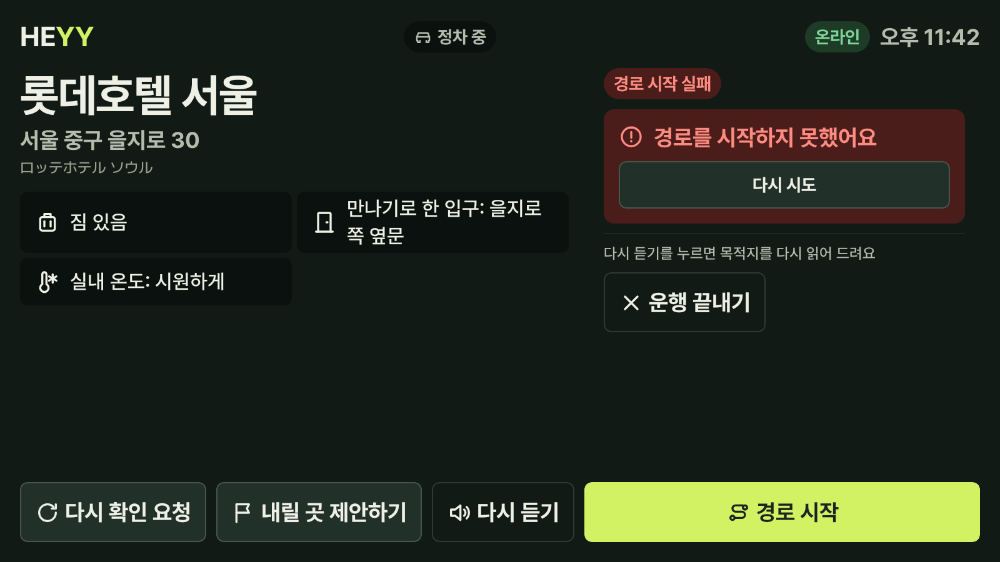 HEYY
정차 중
온라인
오후 11:42
롯데호텔 서울
서울 중구 을지로 30
ロッテホテル ソウル
짐 있음
만나기로 한 입구: 을지로
쪽 옆문
실내 온도: 시원하게
경로 시작 실패
경로를 시작하지 못했어요
다시 시도
다시 듣기를 누르면 목적지를 다시 읽어 드려요
운행 끝내기
다시 확인 요청
내릴 곳 제안하기
다시 듣기
경로 시작